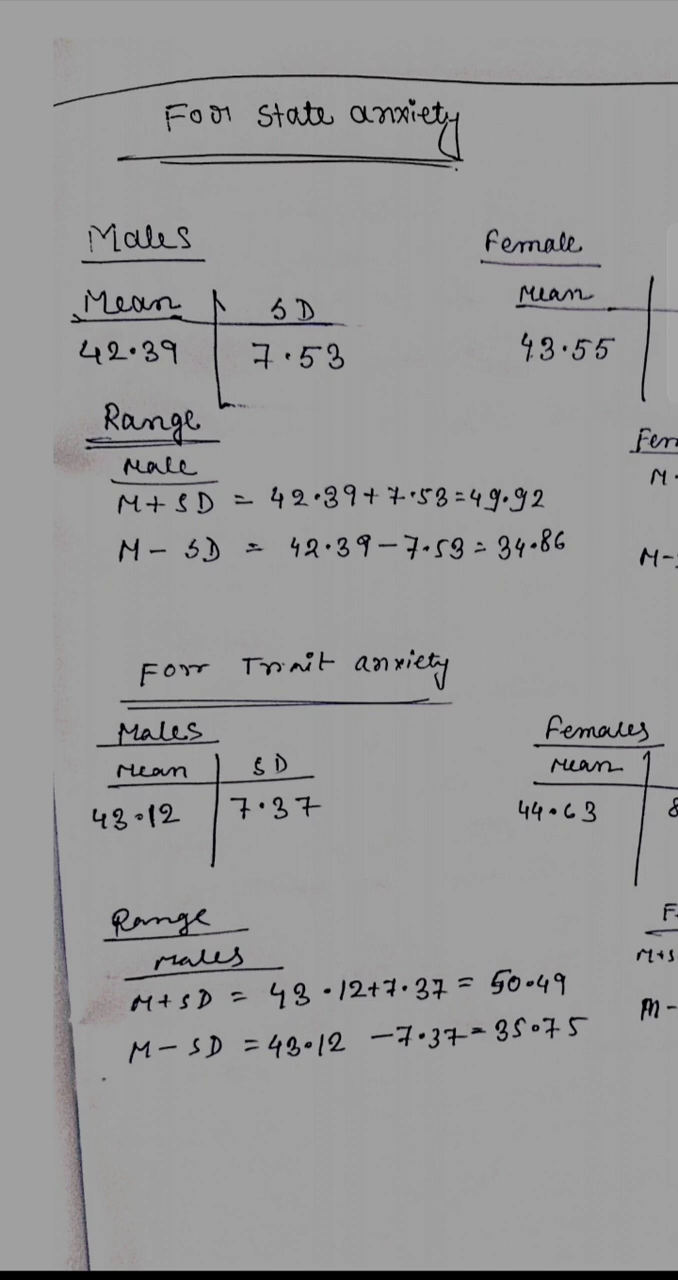 For State anxiety
Males
Female
Mean SD
Mean
42.39 7.53
43.55
Range
Male
M + SD = 42.39 + 7.53 = 49.92
M-
M - SD = 42.39 - 7.53 = 34.86
For Trait anxiety
Males
Females
Mean SD
Mean
43.12 7.37
44.63 8
Range
Males
M+S
M + SD = 43.12 + 7.37 = 50.49
M-
M - SD = 43.12 - 7.37 = 35.75